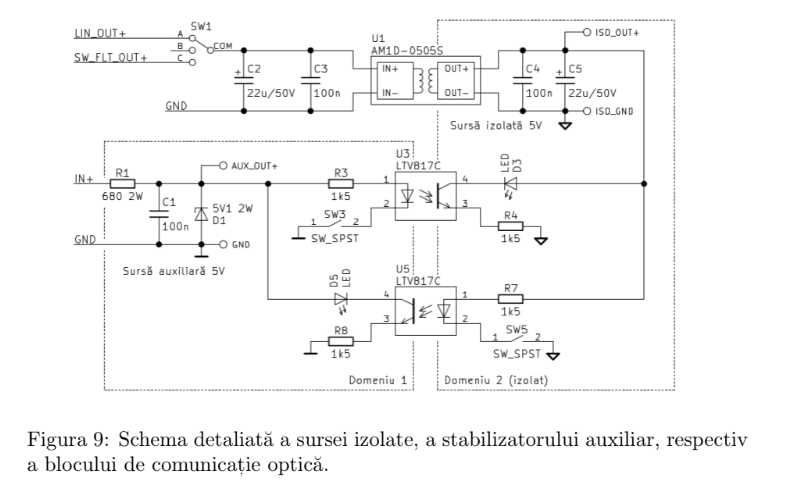 LIN_OUT+
SW1
A
B
C
COM
SW_FLT_OUT+
GND
C2
22u/50V
C3
100n
U1
AM1D-0505S
IN+
IN-
OUT+
OUT-
C4
100n
C5
22u/50V
ISO_OUT+
ISO_GND
Sursă izolată 5V
IN+
R1
680 2W
C1
100n
AUX_OUT+
5V1 2W
D1
GND
GND
Sursă auxiliară 5V
R3
1k5
SW3
1
2
SW_SPST
U3
LTV817C
1
2
4
3
LED
D3
R4
1k5
D5
LED
R8
1k5
U5
LTV817C
4
3
1
2
R7
1k5
SW5
1
2
SW_SPST
Domeniu 1
Domeniu 2 (izolat)
Figura 9: Schema detaliată a sursei izolate, a stabilizatorului auxiliar, respectiv
a blocului de comunicație optică.